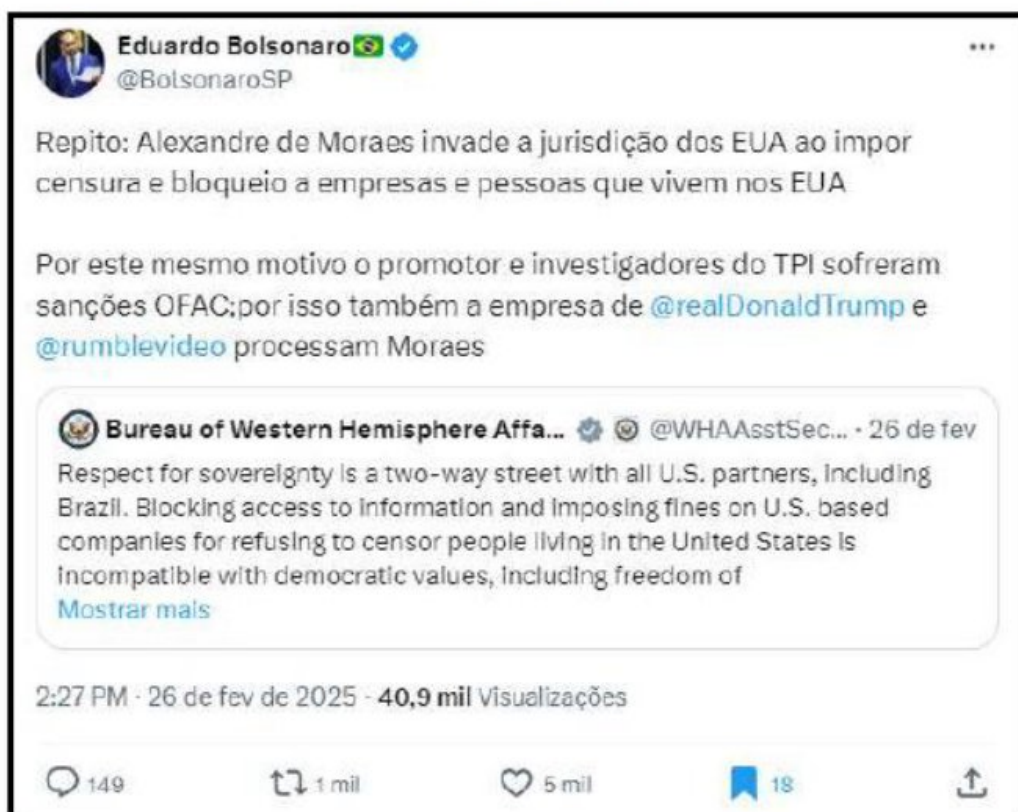 Eduardo Bolsonaro
@BolsonaroSP
Repito: Alexandre de Moraes invade a jurisdição dos EUA ao impor
censura e bloqueio a empresas e pessoas que vivem nos EUA
Por este mesmo motivo o promotor e investigadores do TPI sofreram
sanções OFAC;por isso também a empresa de @realDonaldTrump e
@rumblevideo processam Moraes
Bureau of Western Hemisphere Affa... @WHAAsstSec... · 26 de fev
Respect for sovereignty is a two-way street with all U.S. partners, including
Brazil. Blocking access to information and imposing fines on U.S. based
companies for refusing to censor people living in the United States is
incompatible with democratic values, including freedom of
Mostrar mais
2:27 PM · 26 de fev de 2025 · 40,9 mil Visualizações
149 1 mil 5 mil 18